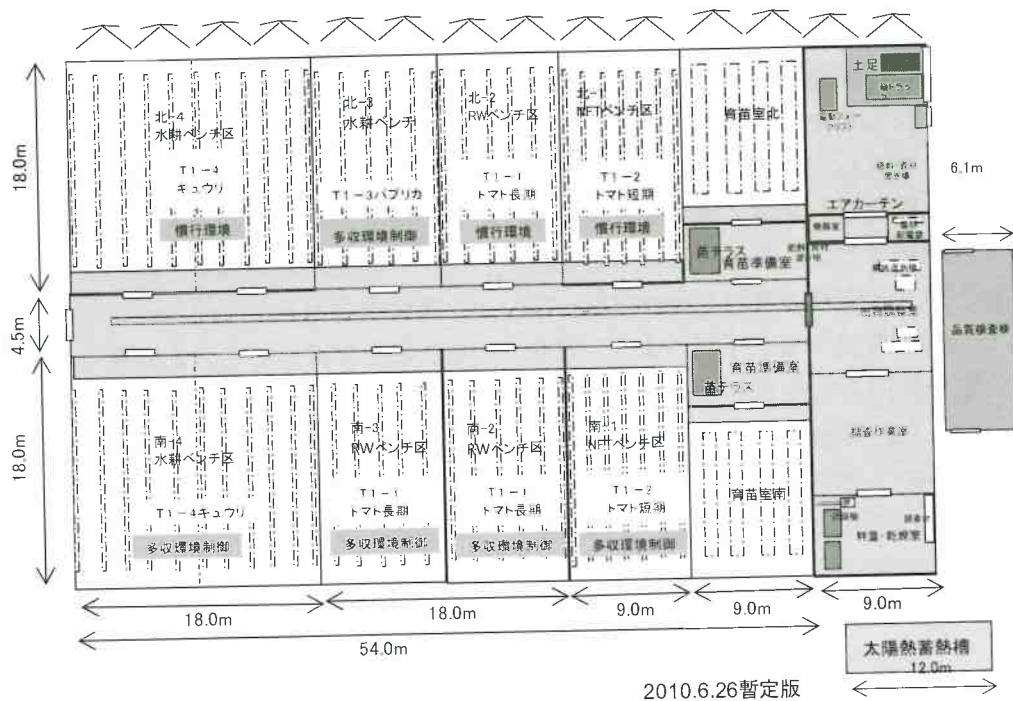 18.0m
4.5m
18.0m
北-4
水耕ベンチ区
T1-4
キュウリ
慣行環境
北-3
水耕ベンチ
T1-3パプリカ
多収環境制御
北-2
RWベンチ区
T1-1
トマト長期
慣行環境
北-1
NFTベンチ区
T1-2
トマト短期
慣行環境
育苗室北
苗テラス
育苗準備室
土足
エアカーテン
6.1m
品質検査棟
南-4
水耕ベンチ区
T1-4キュウリ
多収環境制御
南-3
RWベンチ区
T1-1
トマト長期
多収環境制御
南-2
RWベンチ区
T1-1
トマト長期
多収環境制御
南-1
NFTベンチ区
T1-2
トマト短期
多収環境制御
育苗準備室
苗テラス
育苗室南
調査作業室
秤量・乾燥室
18.0m
18.0m
9.0m
9.0m
9.0m
54.0m
太陽熱蓄熱槽
12.0m
2010.6.26暫定版